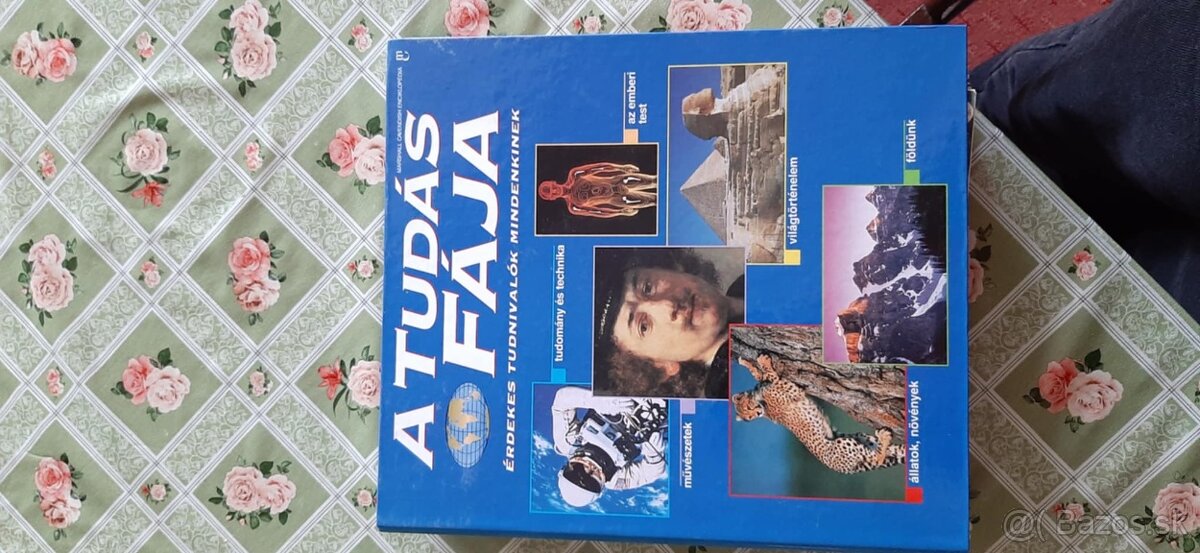 MARSHALL CAVENDISH ENCIKLOPÉDIA
A TUDÁS
FÁJA
ÉRDEKES TUDNIVALÓK MINDENKINEK
tudomány és technika
az emberi
test
művészetek
világtörténelem
állatok, növények
földünk
Bazos.sk